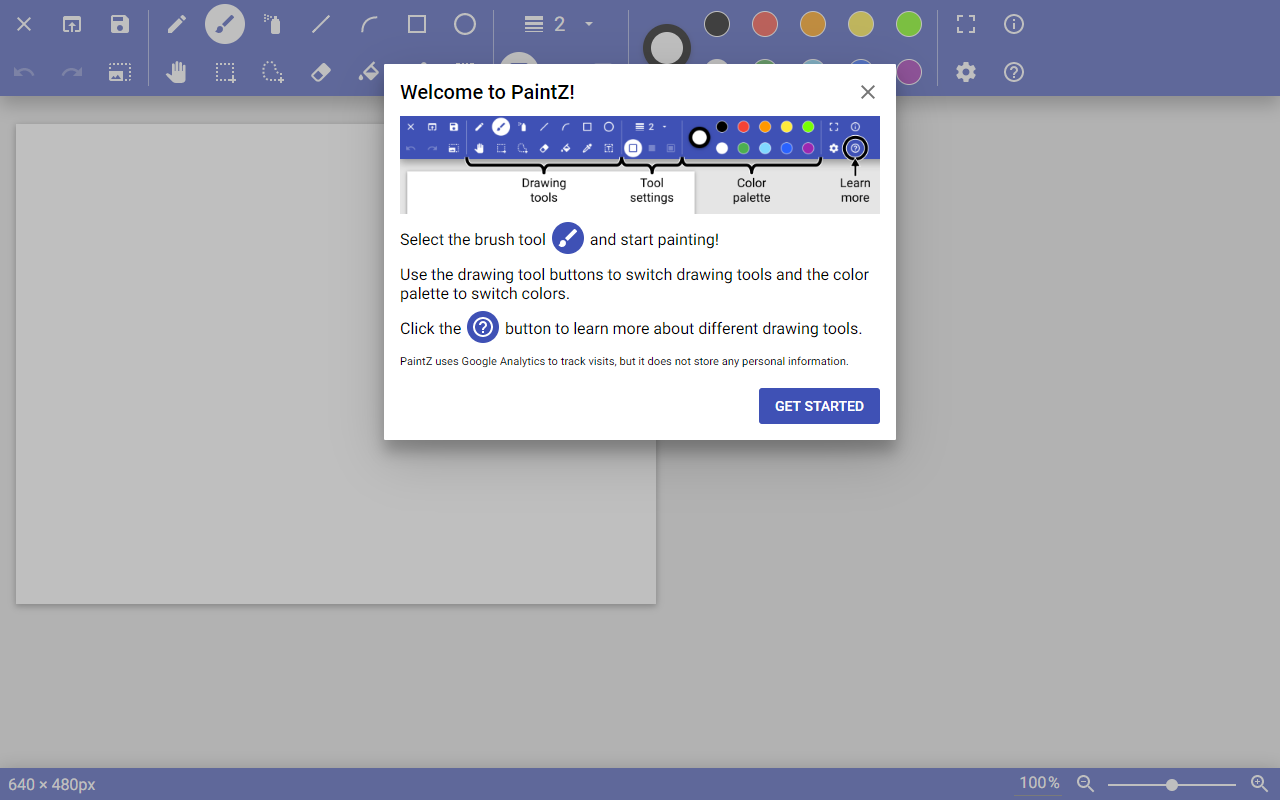 2
Welcome to PaintZ!
2
Drawing tools
Tool settings
Color palette
Learn more
Select the brush tool and start painting!
Use the drawing tool buttons to switch drawing tools and the color
palette to switch colors.
Click the button to learn more about different drawing tools.
PaintZ uses Google Analytics to track visits, but it does not store any personal information.
GET STARTED
640 × 480px
100%